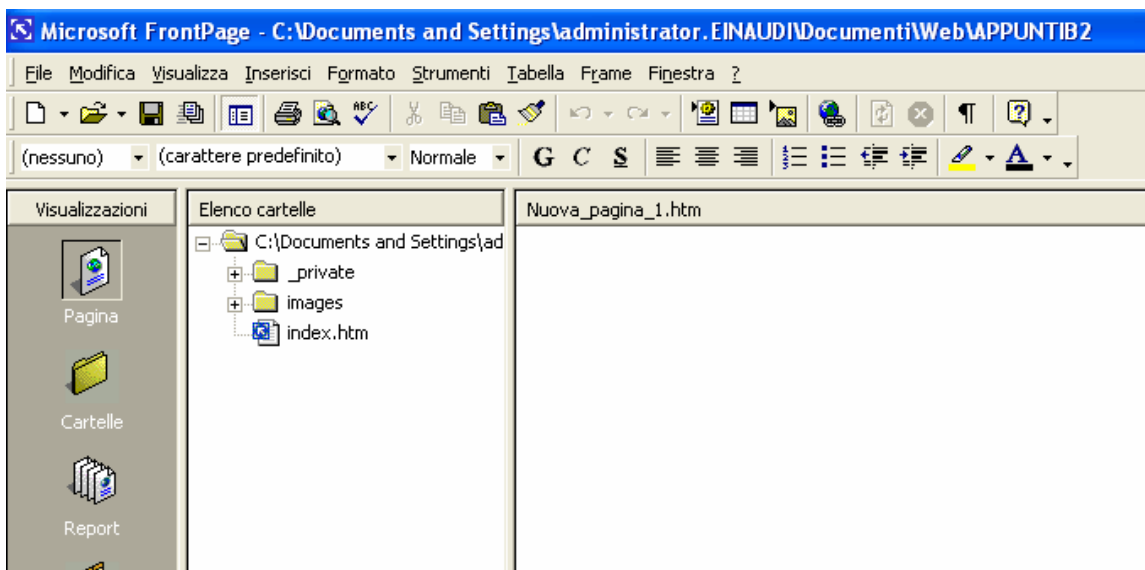 Microsoft FrontPage - C:\Documents and Settings\administrator.EINAUDI\Documenti\Web\APPUNTIB2
File Modifica Visualizza Inserisci Formato Strumenti Tabella Frame Finestra ?
(nessuno) (carattere predefinito) Normale G C S A
Visualizzazioni Elenco cartelle Nuova_pagina_1.htm
C:\Documents and Settings\ad
_private
images
index.htm
Pagina
Cartelle
Report